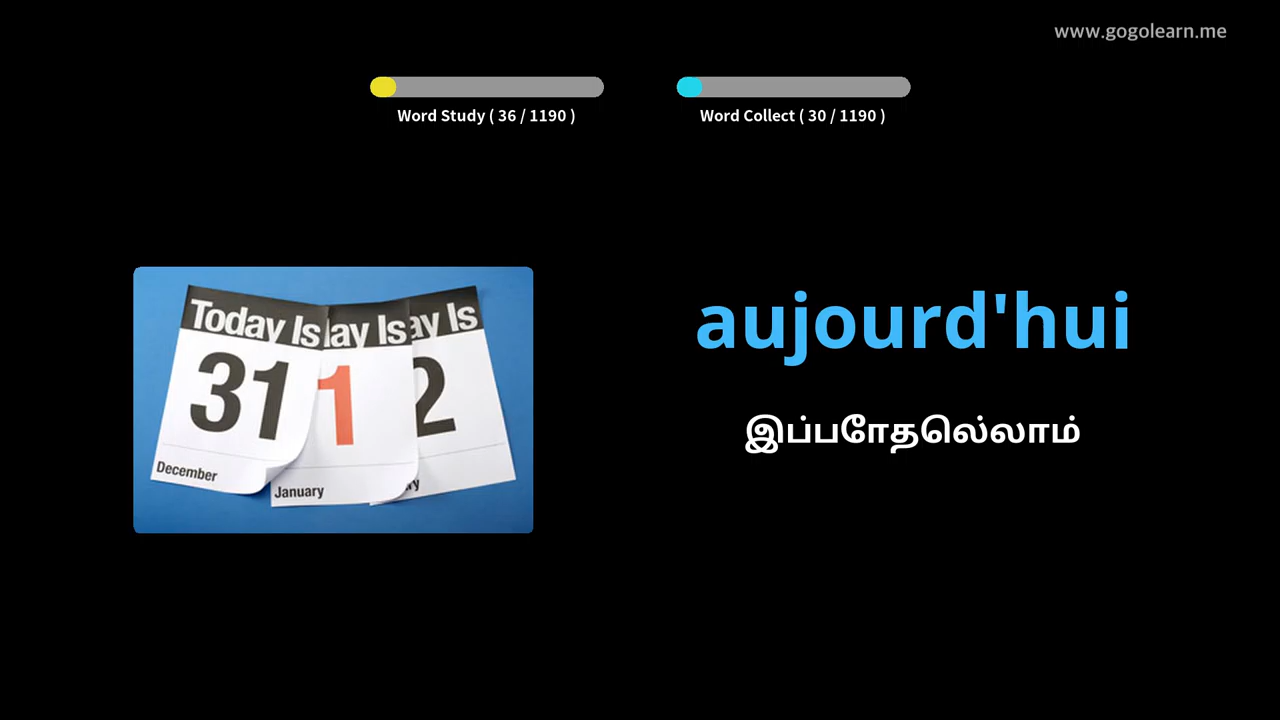 www.gogolearn.me
Word Study ( 36 / 1190 )
Word Collect ( 30 / 1190 )
Today Is
31
December
day Is
1
January
ay Is
2
ry
aujourd'hui
இப்போதெல்லாம்